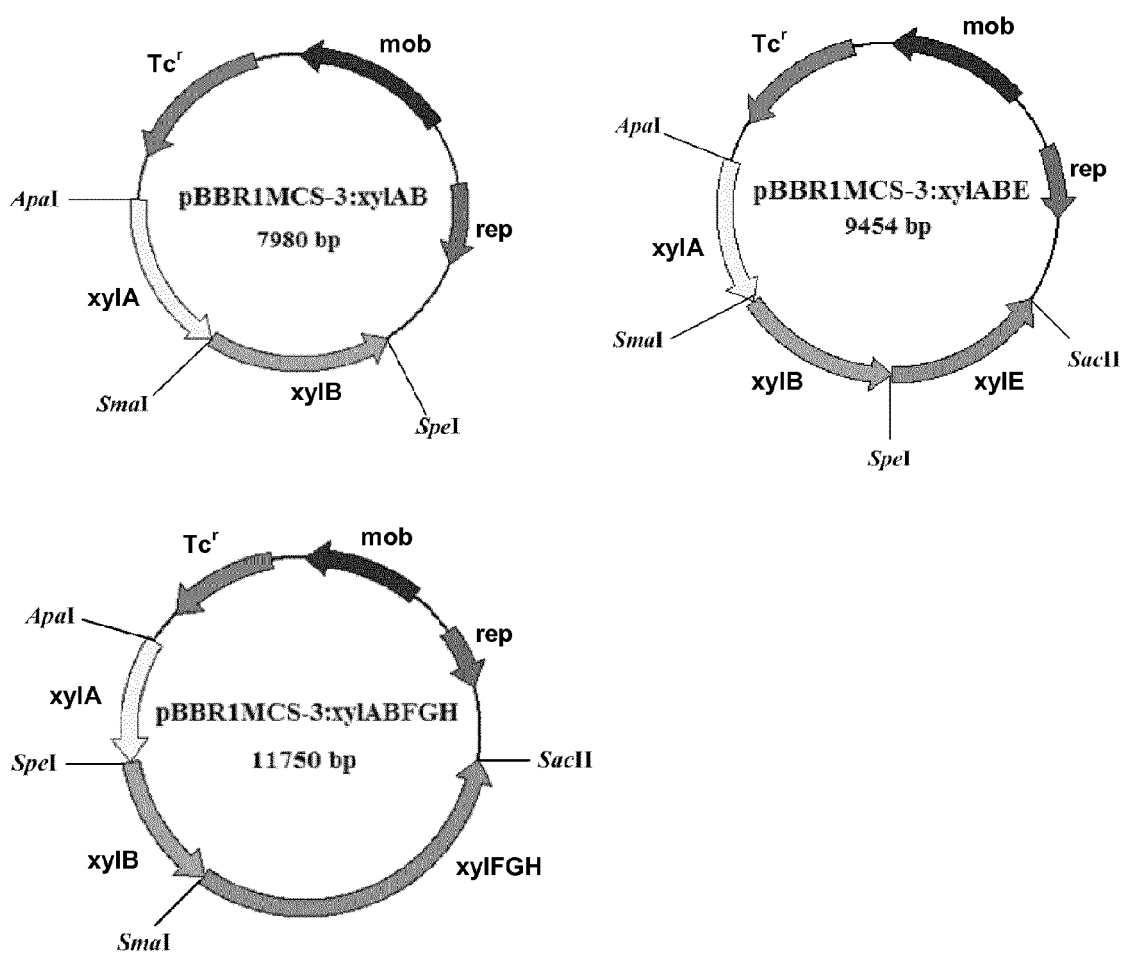 mob
Tcʳ
ApaI
pBBR1MCS-3:xylAB
7980 bp
rep
xylA
SmaI
xylB
SpeI
mob
Tcʳ
ApaI
pBBR1MCS-3:xylABE
9454 bp
rep
xylA
SmaI
xylB
xylE
SacII
SpeI
mob
Tcʳ
ApaI
rep
xylA
pBBR1MCS-3:xylABFGH
11750 bp
SpeI
SacII
xylB
xylFGH
SmaI